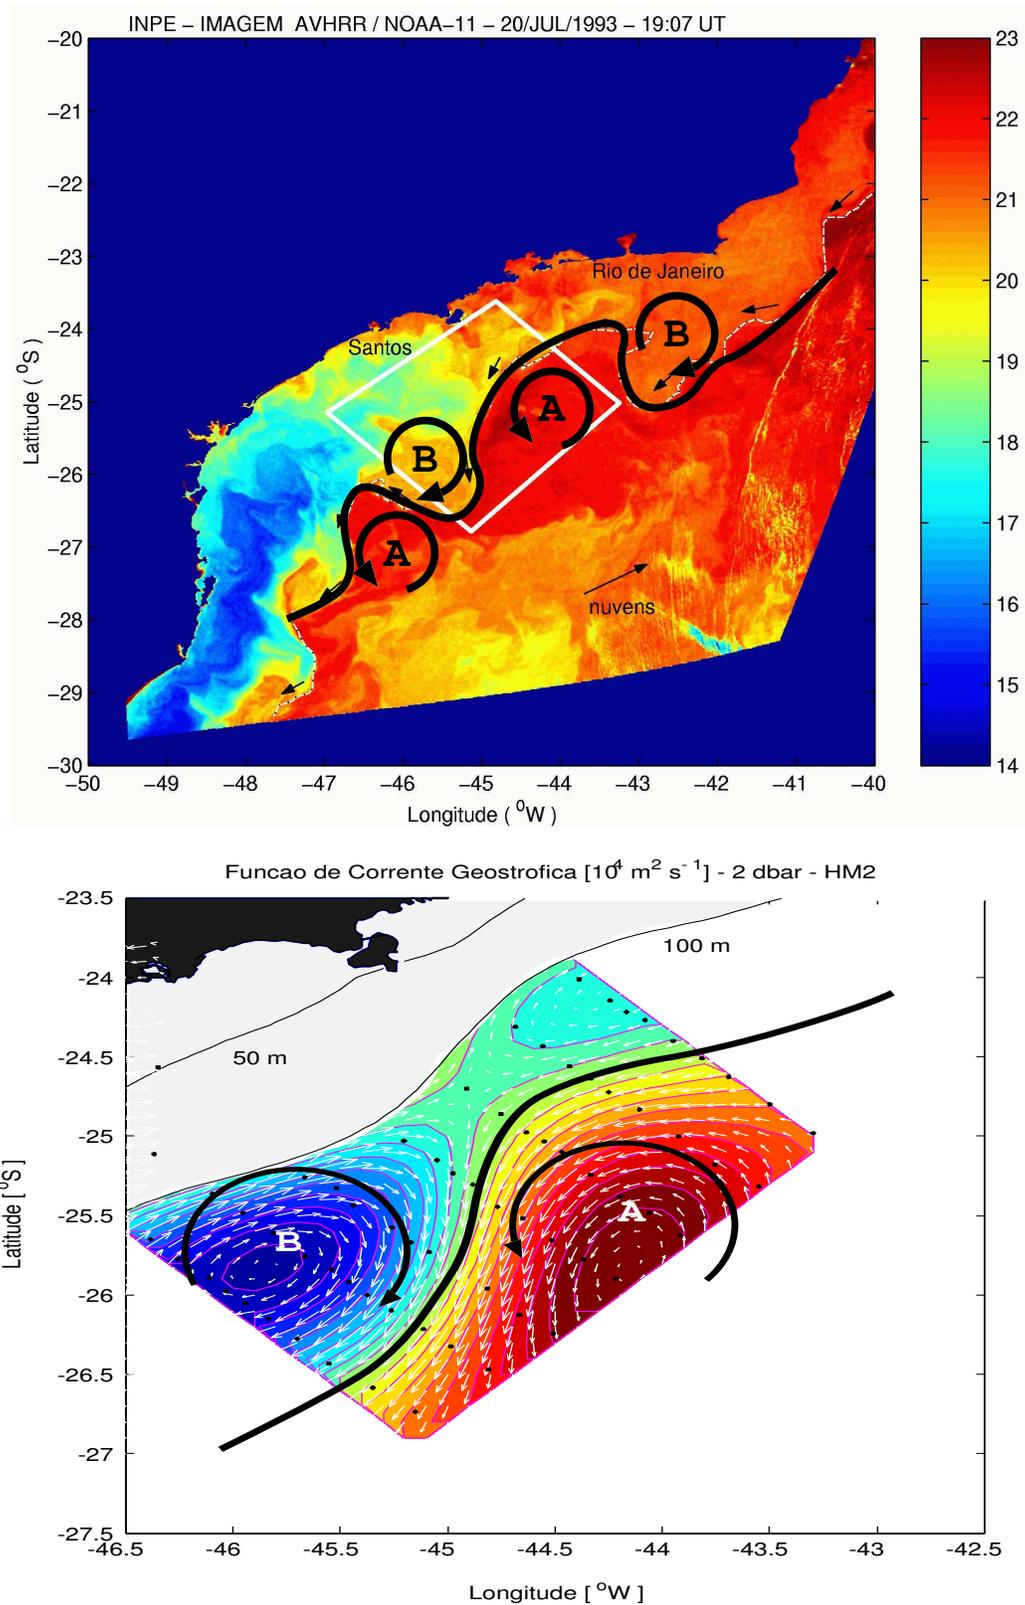 INPE – IMAGEM AVHRR / NOAA–11 – 20/JUL/1993 – 19:07 UT
–20
–21
–22
–23
–24
–25
–26
–27
–28
–29
–30
Latitude ( ⁰S )
Rio de Janeiro
Santos
B
A
B
A
nuvens
–50
–49
–48
–47
–46
–45
–44
–43
–42
–41
–40
Longitude ( ⁰W )
23
22
21
20
19
18
17
16
15
14
Funcao de Corrente Geostrofica [10⁴ m² s⁻¹] - 2 dbar - HM2
-23.5
-24
-24.5
-25
-25.5
-26
-26.5
-27
-27.5
Latitude [ ⁰S ]
100 m
50 m
A
B
-46.5
-46
-45.5
-45
-44.5
-44
-43.5
-43
-42.5
Longitude [ ⁰W ]